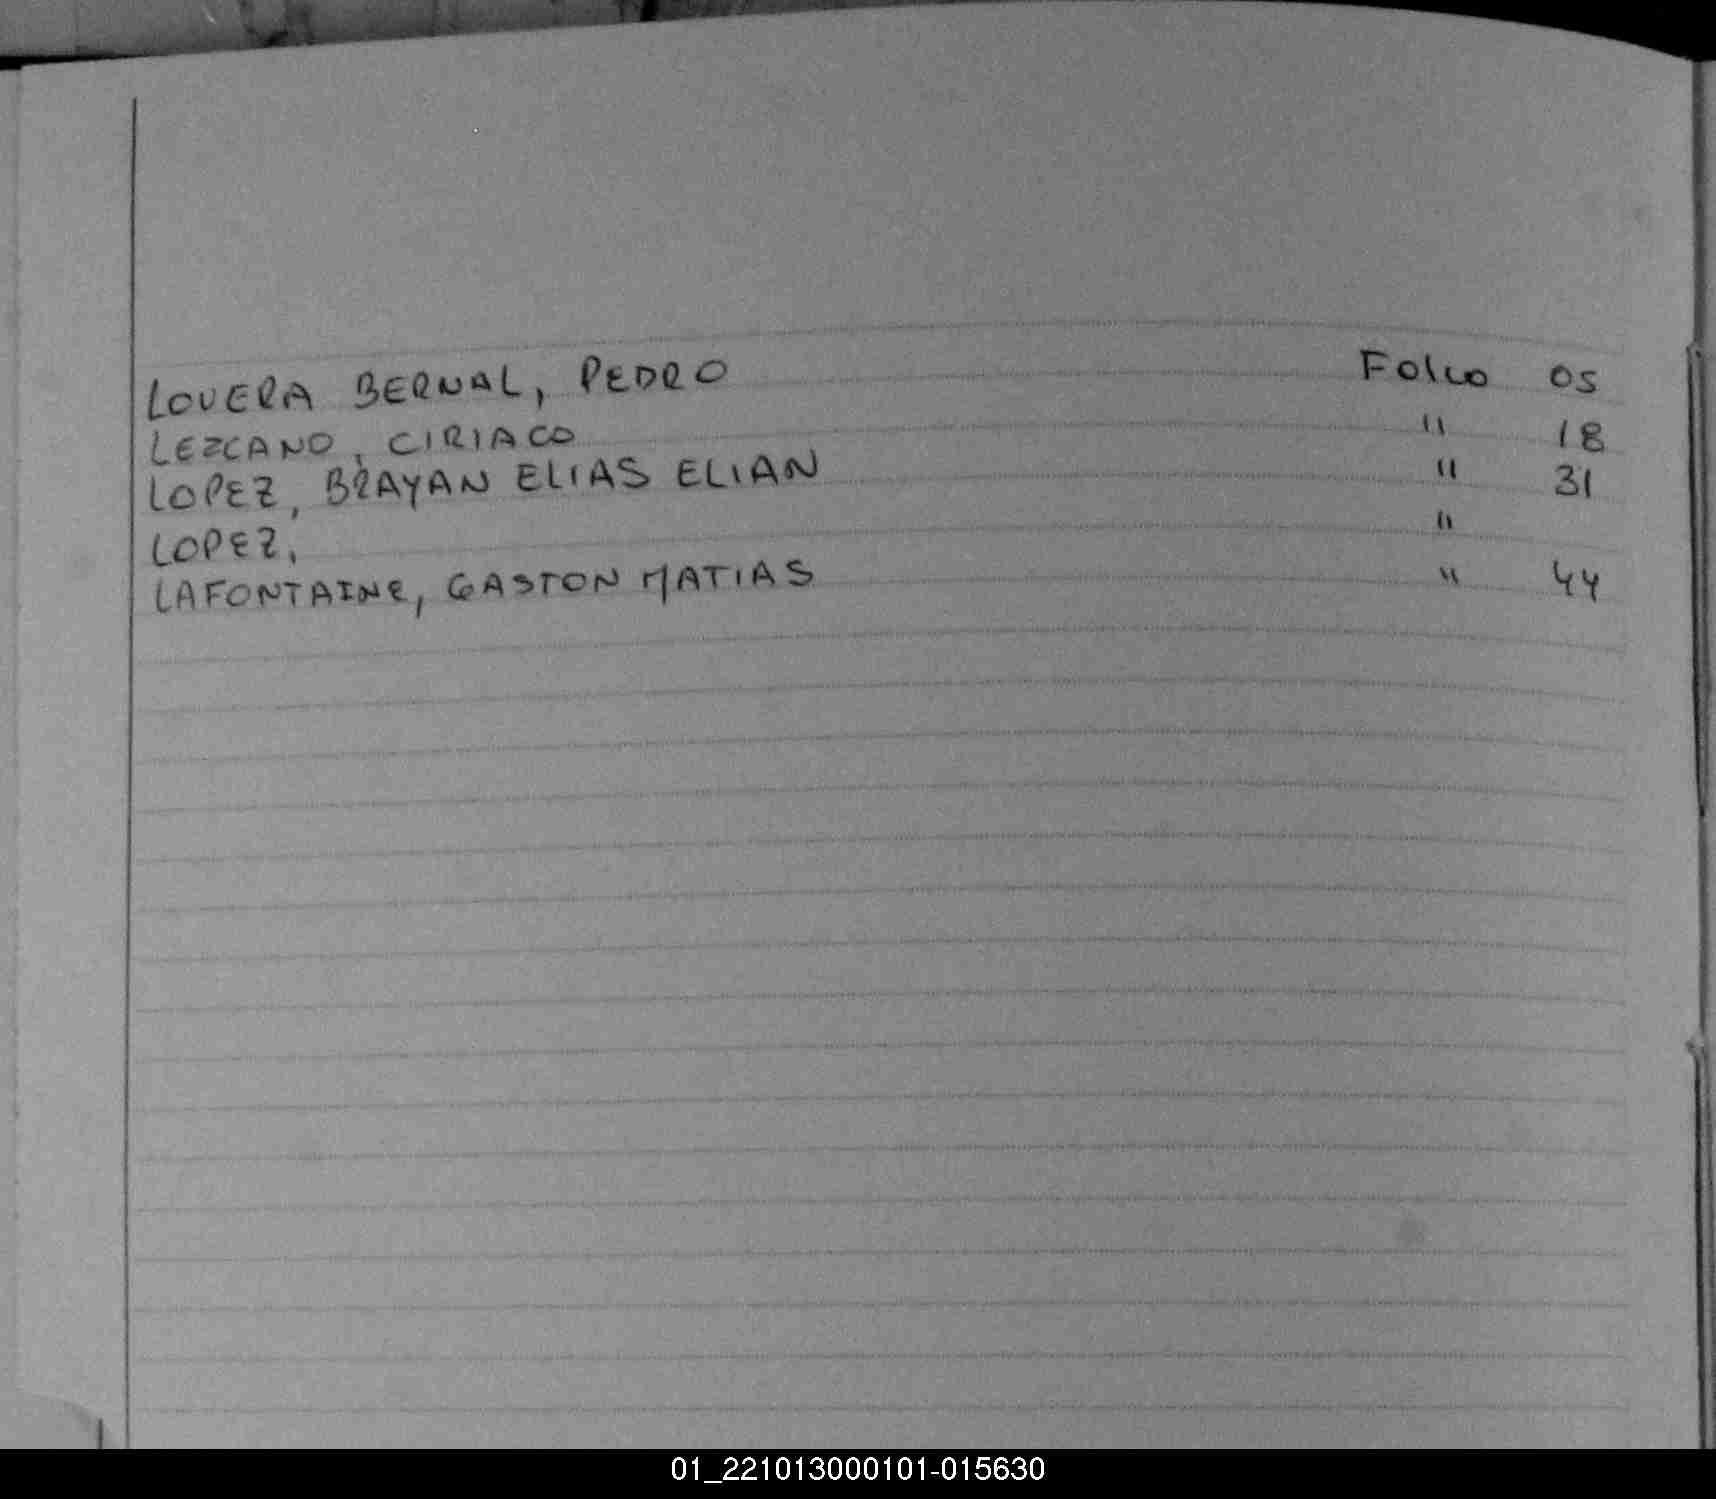 LOVERA BERNAL, PEDRO Folio 05
LEZCANO, CIRIACO " 18
LOPEZ, BRAYAN ELIAS ELIAN " 31
LOPEZ, "
LAFONTAINE, GASTON MATIAS " 44
01_221013000101-015630